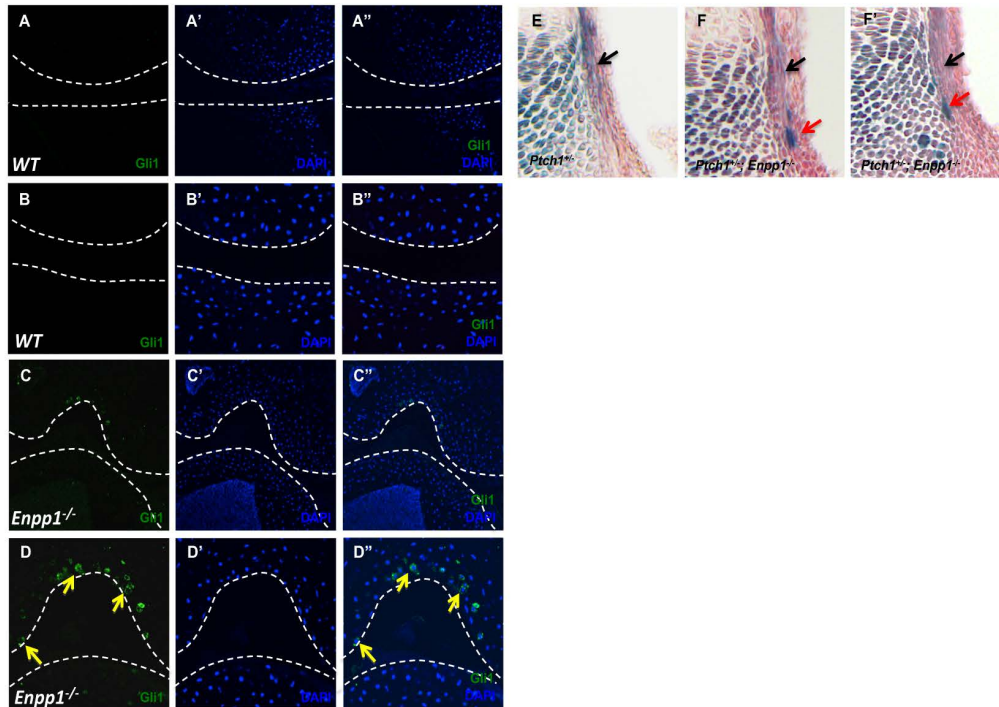 A
A'
A''
WT
Gli1
DAPI
Gli1
DAPI
B
B'
B''
WT
Gli1
DAPI
Gli1
DAPI
C
C'
C''
Enpp1-/-
Gli1
DAPI
Gli1
DAPI
D
D'
D''
Enpp1-/-
Gli1
DAPI
Gli1
DAPI
E
F
F'
Ptch1+/-
Ptch1+/-; Enpp1-/-
Ptch1+/-; Enpp1-/-